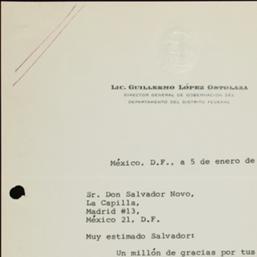 LIC. GUILLERMO LÓPEZ OSTOLAZA
DIRECTOR GENERAL DE GOBERNACIÓN DEL
DEPARTAMENTO DEL DISTRITO FEDERAL
México, D.F., a 5 de enero de
Sr. Don Salvador Novo,
La Capilla,
Madrid #13,
México 21, D.F.
Muy estimado Salvador:
Un millón de gracias por tus